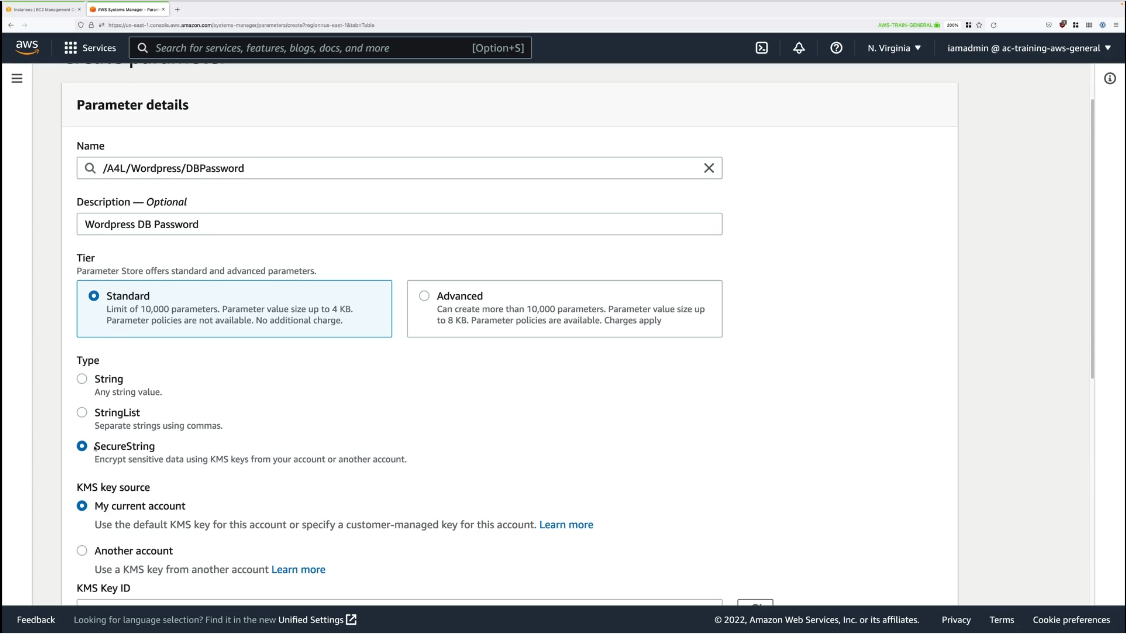 Instances | EC2 Management C
AWS Systems Manager - Param
https://us-east-1.console.aws.amazon.com/systems-manager/parameters/create?region=us-east-1&tab=Table
AWS-TRAIN-GENERAL
200%
aws
Services
Search for services, features, blogs, docs, and more
[Option+S]
N. Virginia ▼
iamadmin @ ac-training-aws-general ▼
Parameter details
Name
/A4L/Wordpress/DBPassword
Description — Optional
Wordpress DB Password
Tier
Parameter Store offers standard and advanced parameters.
Standard
Limit of 10,000 parameters. Parameter value size up to 4 KB.
Parameter policies are not available. No additional charge.
Advanced
Can create more than 10,000 parameters. Parameter value size up
to 8 KB. Parameter policies are available. Charges apply
Type
String
Any string value.
StringList
Separate strings using commas.
SecureString
Encrypt sensitive data using KMS keys from your account or another account.
KMS key source
My current account
Use the default KMS key for this account or specify a customer-managed key for this account. Learn more
Another account
Use a KMS key from another account Learn more
KMS Key ID
Feedback
Looking for language selection? Find it in the new Unified Settings
© 2022, Amazon Web Services, Inc. or its affiliates.
Privacy
Terms
Cookie preferences